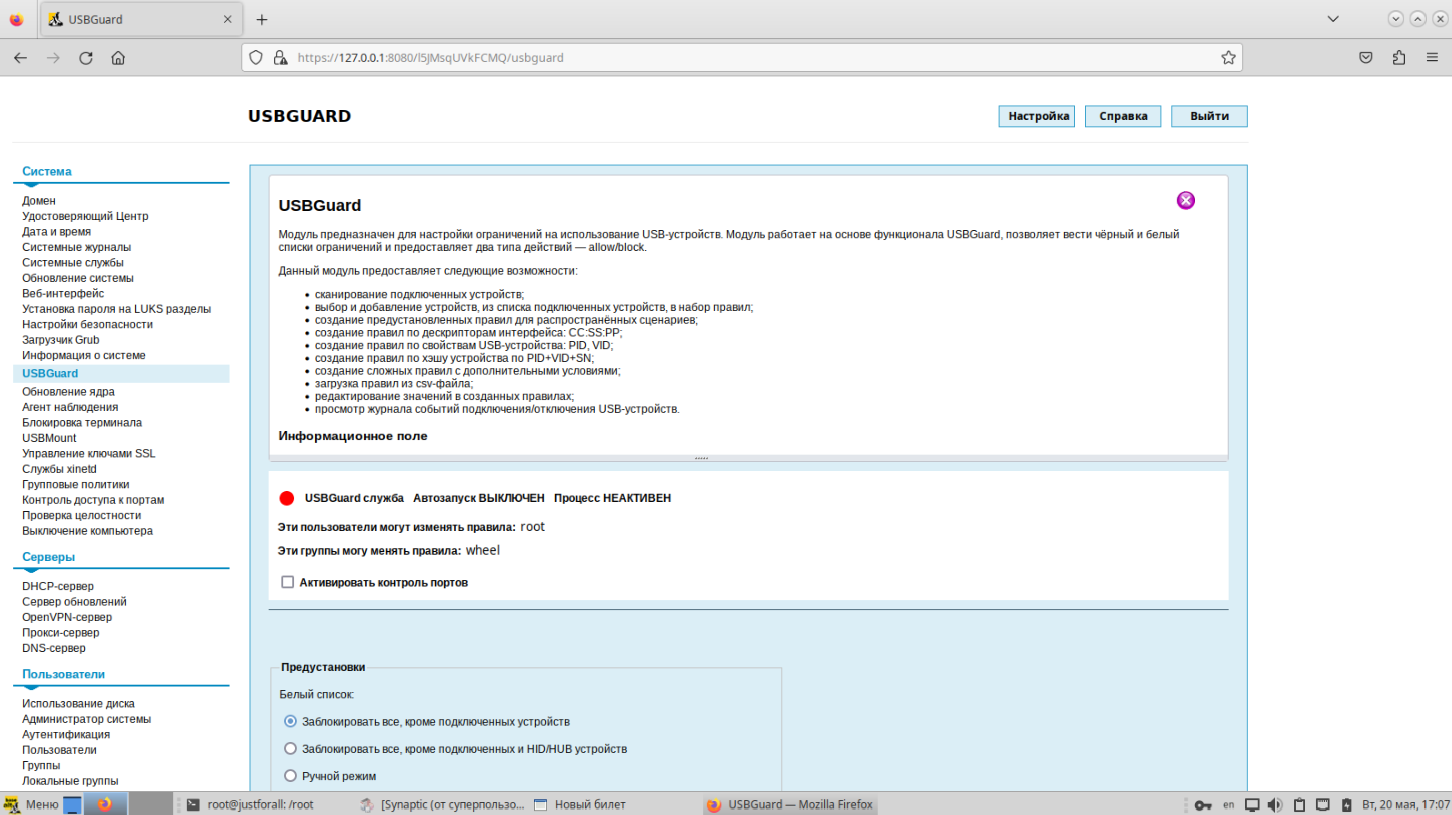 USBGuard
https://127.0.0.1:8080/l5JMsqUVkFCMQ/usbguard
USBGUARD
Настройка
Справка
Выйти
Система
Домен
Удостоверяющий Центр
Дата и время
Системные журналы
Системные службы
Обновление системы
Веб-интерфейс
Установка пароля на LUKS разделы
Настройки безопасности
Загрузчик Grub
Информация о системе
USBGuard
Обновление ядра
Агент наблюдения
Блокировка терминала
USBMount
Управление ключами SSL
Службы xinetd
Групповые политики
Контроль доступа к портам
Проверка целостности
Выключение компьютера
Серверы
DHCP-сервер
Сервер обновлений
OpenVPN-сервер
Прокси-сервер
DNS-сервер
Пользователи
Использование диска
Администратор системы
Аутентификация
Пользователи
Группы
Локальные группы
USBGuard
Модуль предназначен для настройки ограничений на использование USB-устройств. Модуль работает на основе функционала USBGuard, позволяет вести чёрный и белый
списки ограничений и предоставляет два типа действий — allow/block.
Данный модуль предоставляет следующие возможности:
• сканирование подключенных устройств;
• выбор и добавление устройств, из списка подключенных устройств, в набор правил;
• создание предустановленных правил для распространённых сценариев;
• создание правил по дескрипторам интерфейса: CC:SS:PP;
• создание правил по свойствам USB-устройства: PID, VID;
• создание правил по хэшу устройства по PID+VID+SN;
• создание сложных правил с дополнительными условиями;
• загрузка правил из csv-файла;
• редактирование значений в созданных правилах;
• просмотр журнала событий подключения/отключения USB-устройств.
Информационное поле
USBGuard служба Автозапуск ВЫКЛЮЧЕН Процесс НЕАКТИВЕН
Эти пользователи могут изменять правила: root
Эти группы могу менять правила: wheel
Активировать контроль портов
Предустановки
Белый список:
Заблокировать все, кроме подключенных устройств
Заблокировать все, кроме подключенных и HID/HUB устройств
Ручной режим
Меню
root@justforall: /root
[Synaptic (от суперпользо...
Новый билет
USBGuard — Mozilla Firefox
en
Вт, 20 мая, 17:07